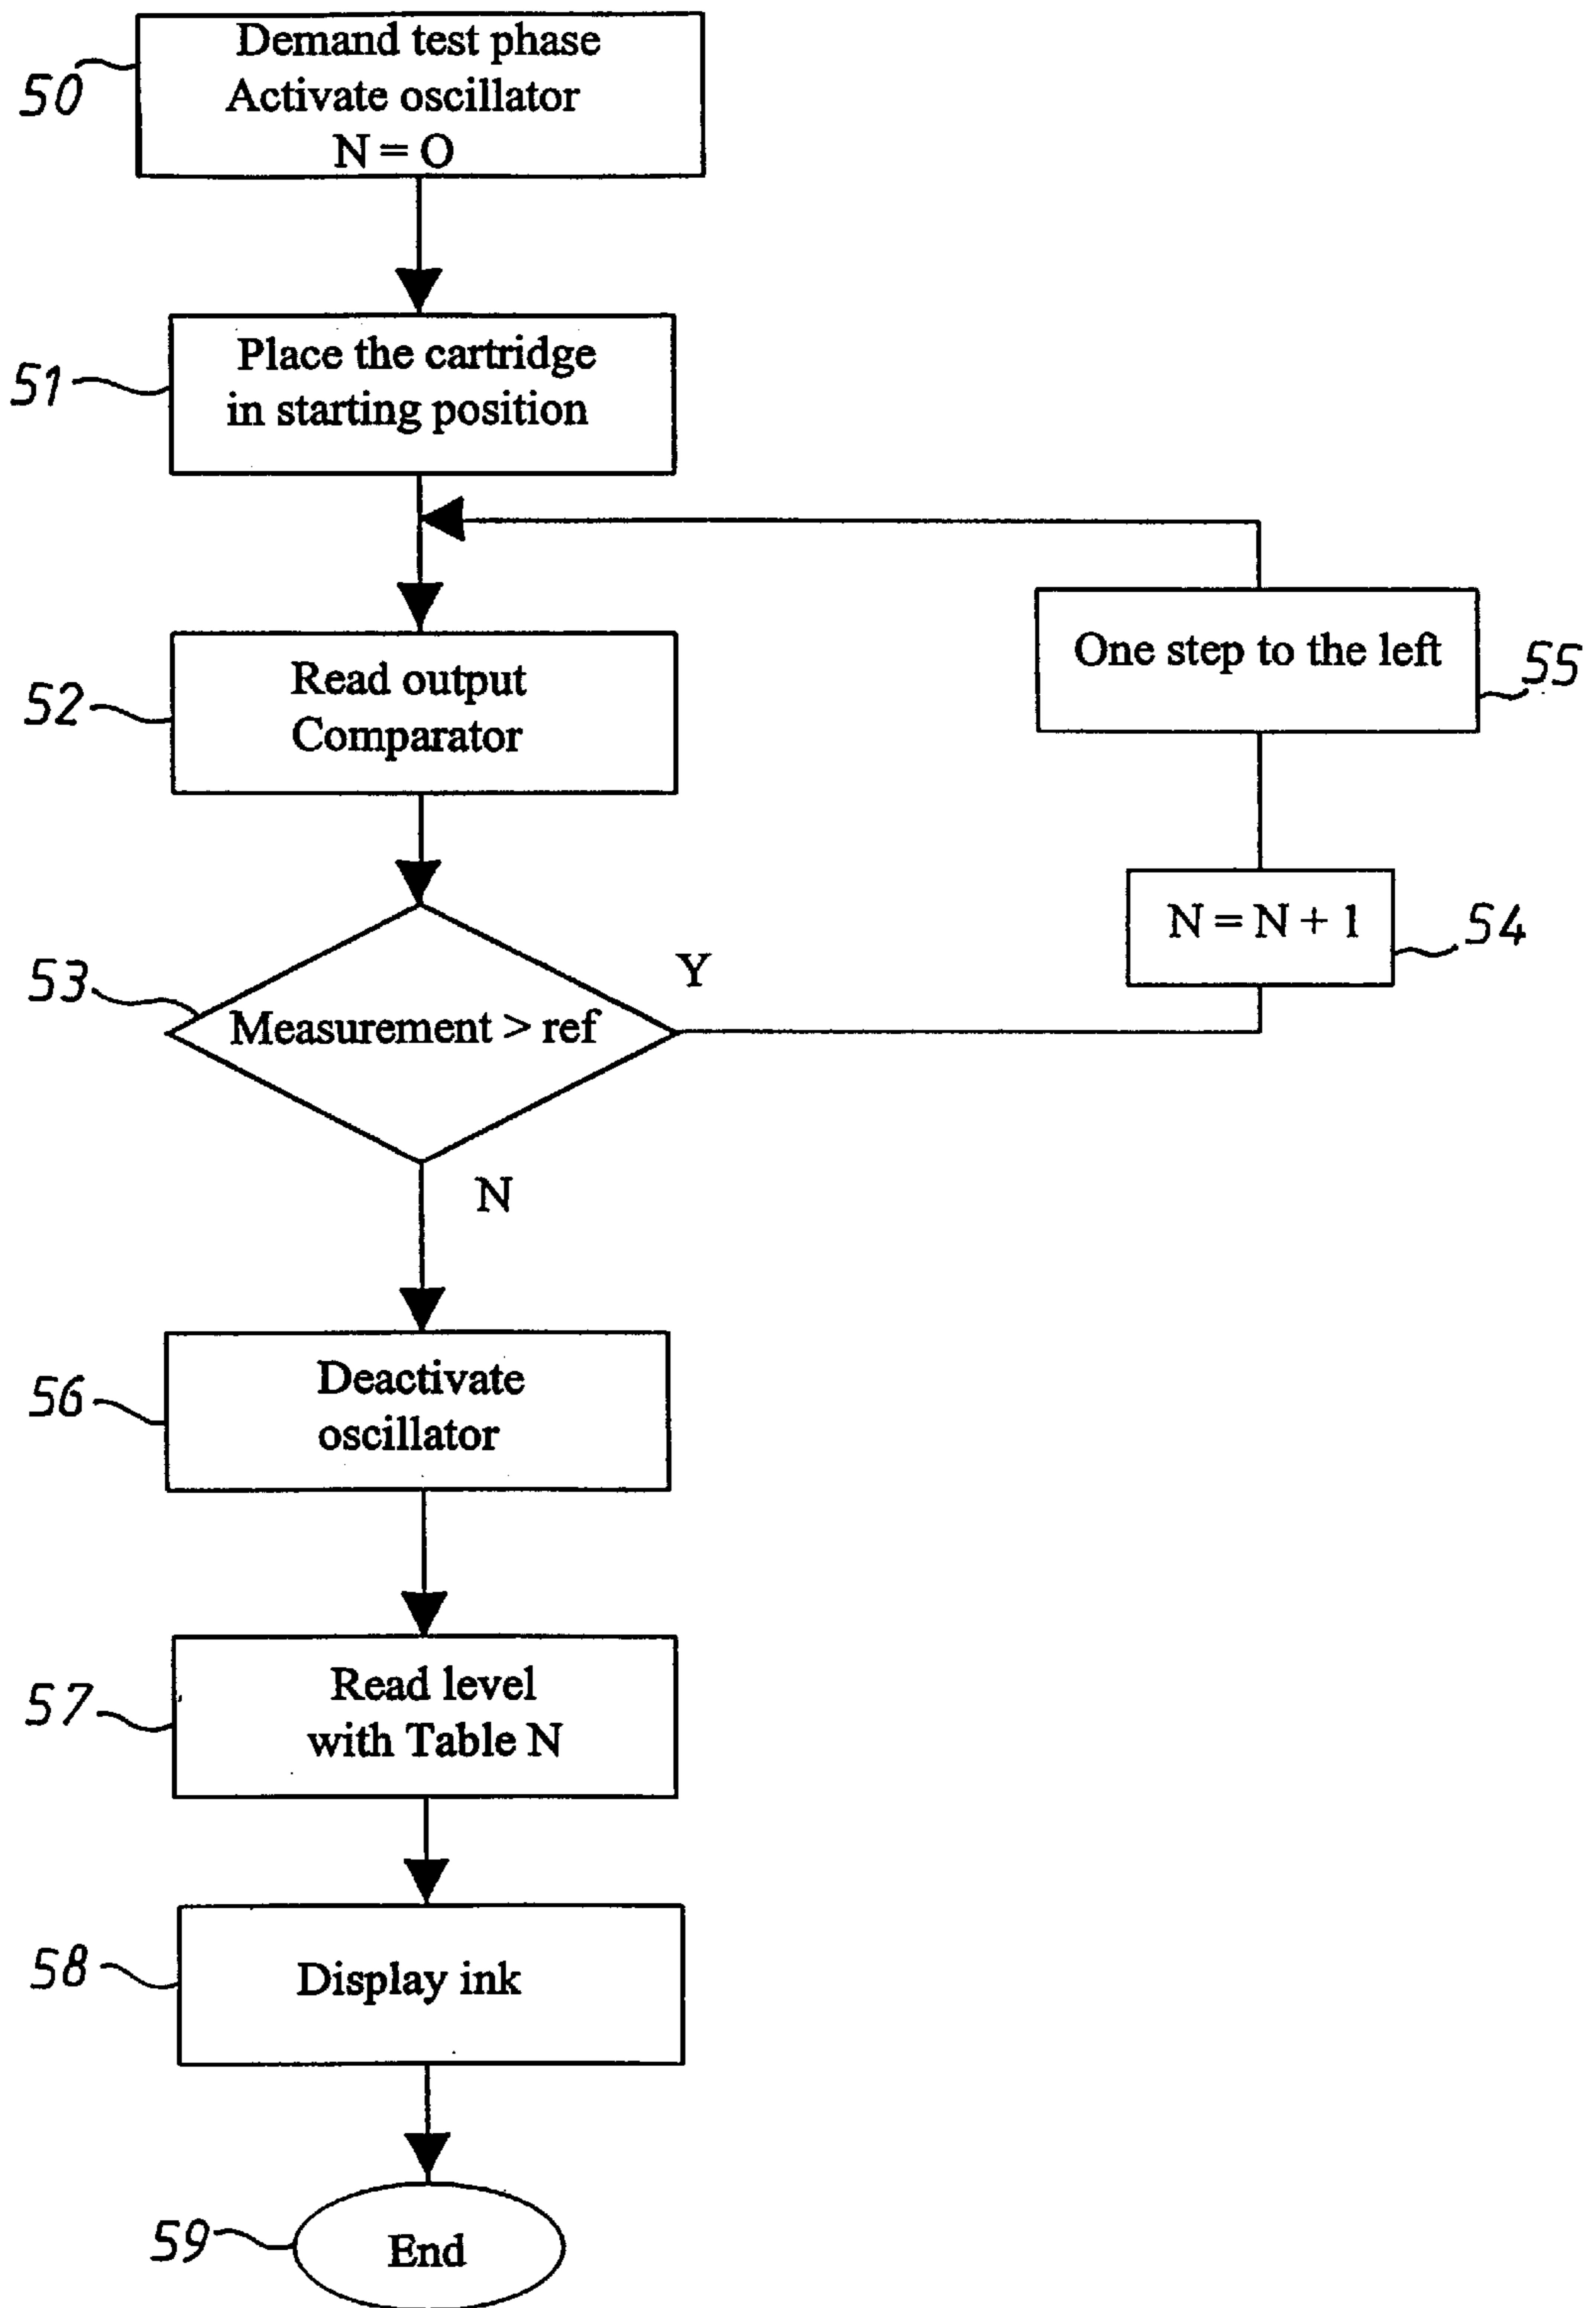 Demand test phase
Activate oscillator
N = O
50
Place the cartridge
in starting position
51
One step to the left
55
Read output
Comparator
52
N = N + 1
54
Y
53
Measurement > ref
N
Deactivate
oscillator
56
Read level
with Table N
57
Display ink
58
End
59